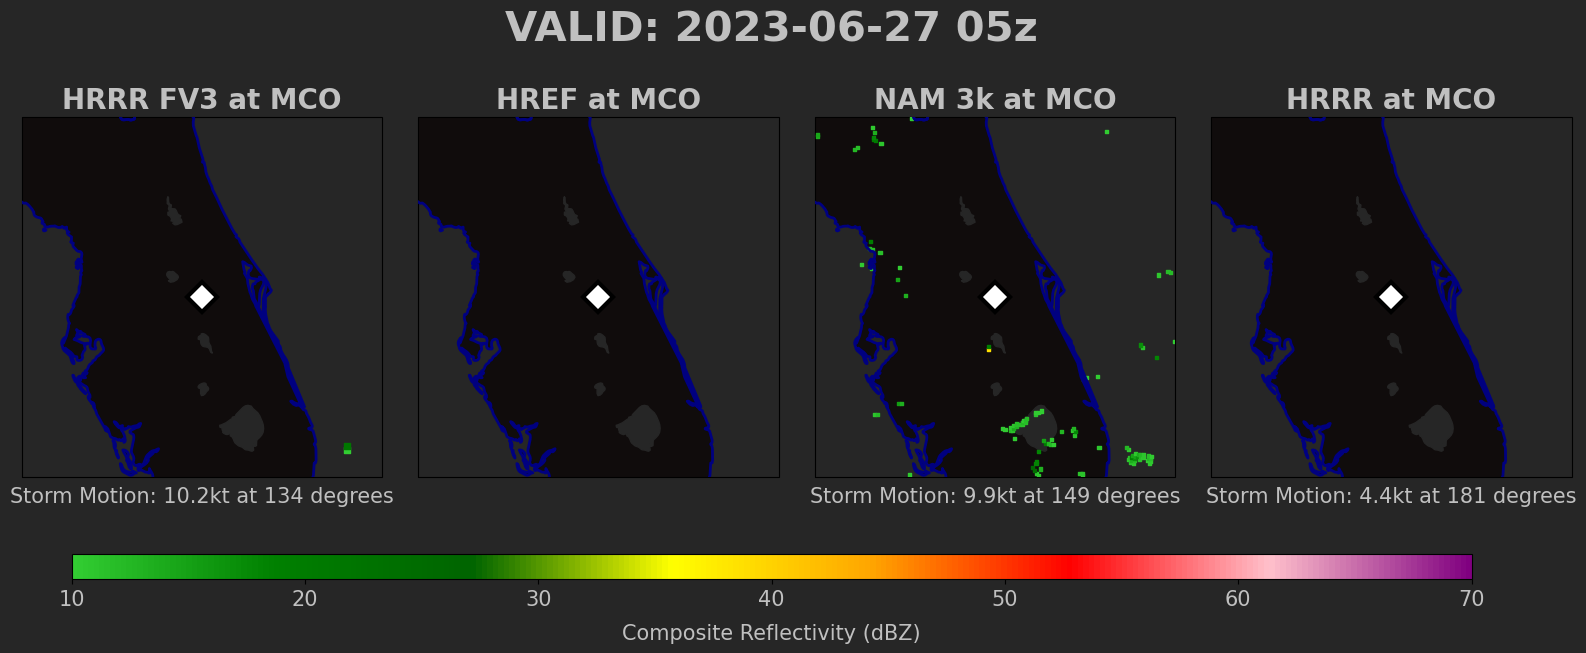 VALID: 2023-06-27 05z
HRRR FV3 at MCO
HREF at MCO
NAM 3k at MCO
HRRR at MCO
Storm Motion: 10.2kt at 134 degrees
Storm Motion: 9.9kt at 149 degrees
Storm Motion: 4.4kt at 181 degrees
10 20 30 40 50 60 70
Composite Reflectivity (dBZ)